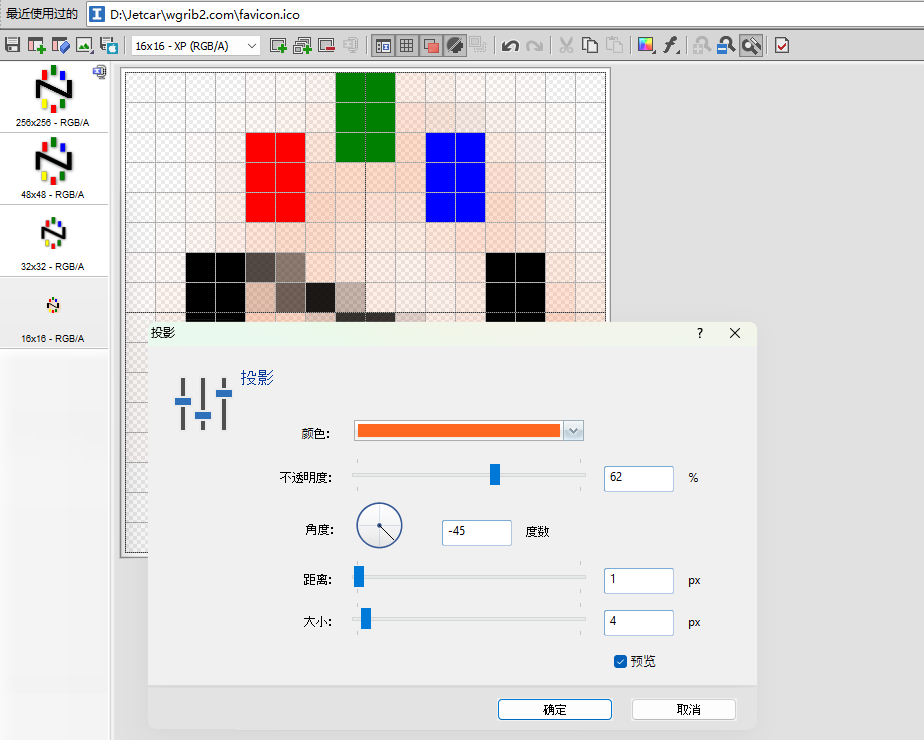 最近使用过的 D:\Jetcar\wgrib2.com\favicon.ico
16x16 - XP (RGB/A)
256x256 - RGB/A
48x48 - RGB/A
32x32 - RGB/A
16x16 - RGB/A
投影 ?
投影
颜色:
不透明度: 62 %
角度: -45 度数
距离: 1 px
大小: 4 px
预览
确定 取消